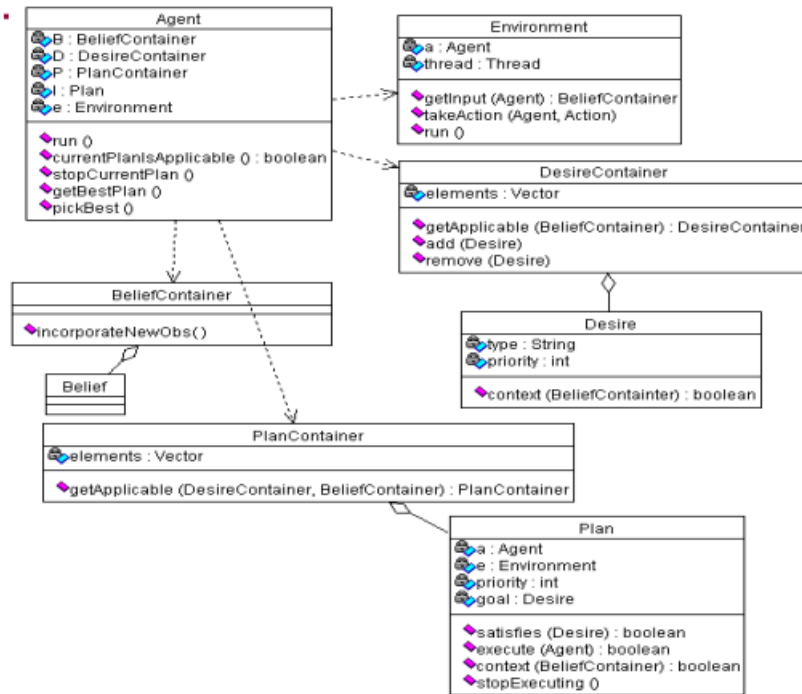 Agent
B : BeliefContainer
D : DesireContainer
P : PlanContainer
I : Plan
e : Environment
run ()
currentPlanIsApplicable () : boolean
stopCurrentPlan ()
getBestPlan ()
pickBest ()
Environment
a : Agent
thread : Thread
getInput (Agent) : BeliefContainer
takeAction (Agent, Action)
run ()
DesireContainer
elements : Vector
getApplicable (BeliefContainer) : DesireContainer
add (Desire)
remove (Desire)
BeliefContainer
incorporateNewObs()
Belief
Desire
type : String
priority : int
context (BeliefContainter) : boolean
PlanContainer
elements : Vector
getApplicable (DesireContainer, BeliefContainer) : PlanContainer
Plan
a : Agent
e : Environment
priority : int
goal : Desire
satisfies (Desire) : boolean
execute (Agent) : boolean
context (BeliefContainer) : boolean
stopExecuting ()